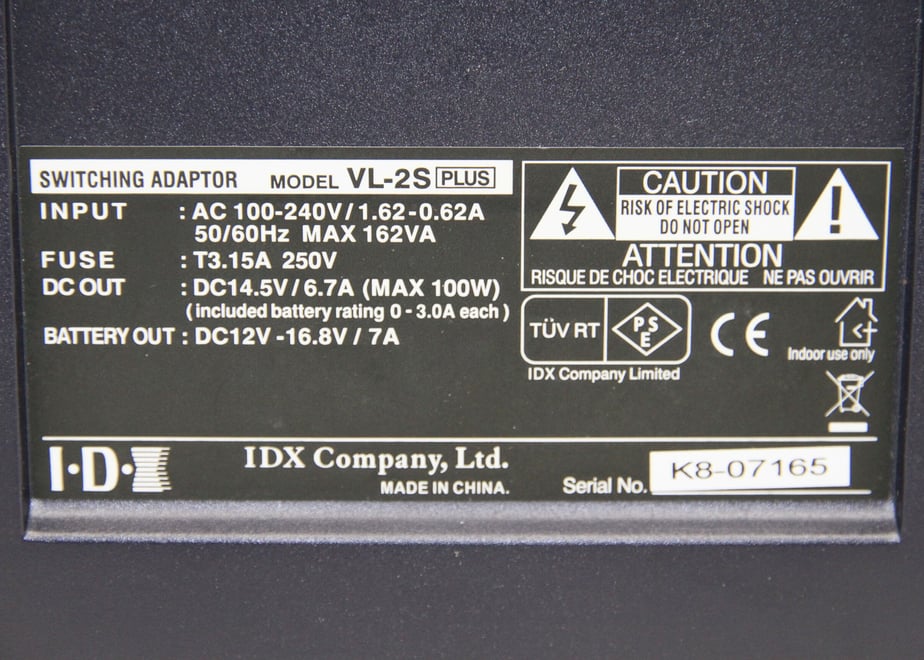 SWITCHING ADAPTOR MODEL VL-2S PLUS
INPUT : AC 100-240V / 1.62-0.62A
50/60Hz MAX 162VA
FUSE : T3.15A 250V
DC OUT : DC14.5V / 6.7A (MAX 100W)
(included battery rating 0 - 3.0A each)
BATTERY OUT : DC12V -16.8V / 7A
CAUTION
RISK OF ELECTRIC SHOCK
DO NOT OPEN
ATTENTION
RISQUE DE CHOC ELECTRIQUE NE PAS OUVRIR
TÜV RT PSE CE
Indoor use only
IDX Company Limited
I·D·X
IDX Company, Ltd.
MADE IN CHINA.
Serial No. K8-07165